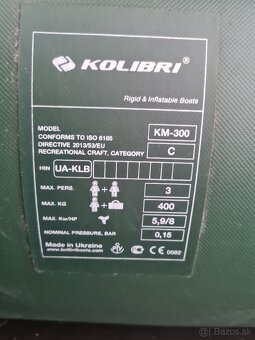 KOLIBRI
Rigid & Inflatable Boats
MODEL KM-300
CONFORMS TO ISO 6185
DIRECTIVE 2013/53/EU
RECREATIONAL CRAFT. CATEGORY C
HIN UA-KLB
MAX. PERS. + 3
MAX. KG + 400
MAX. Kw/HP 5,9/8
NOMINAL PRESSURE, BAR 0,15
Made in Ukraine
www.kolibriboats.com
CE 0062
bazos.sk